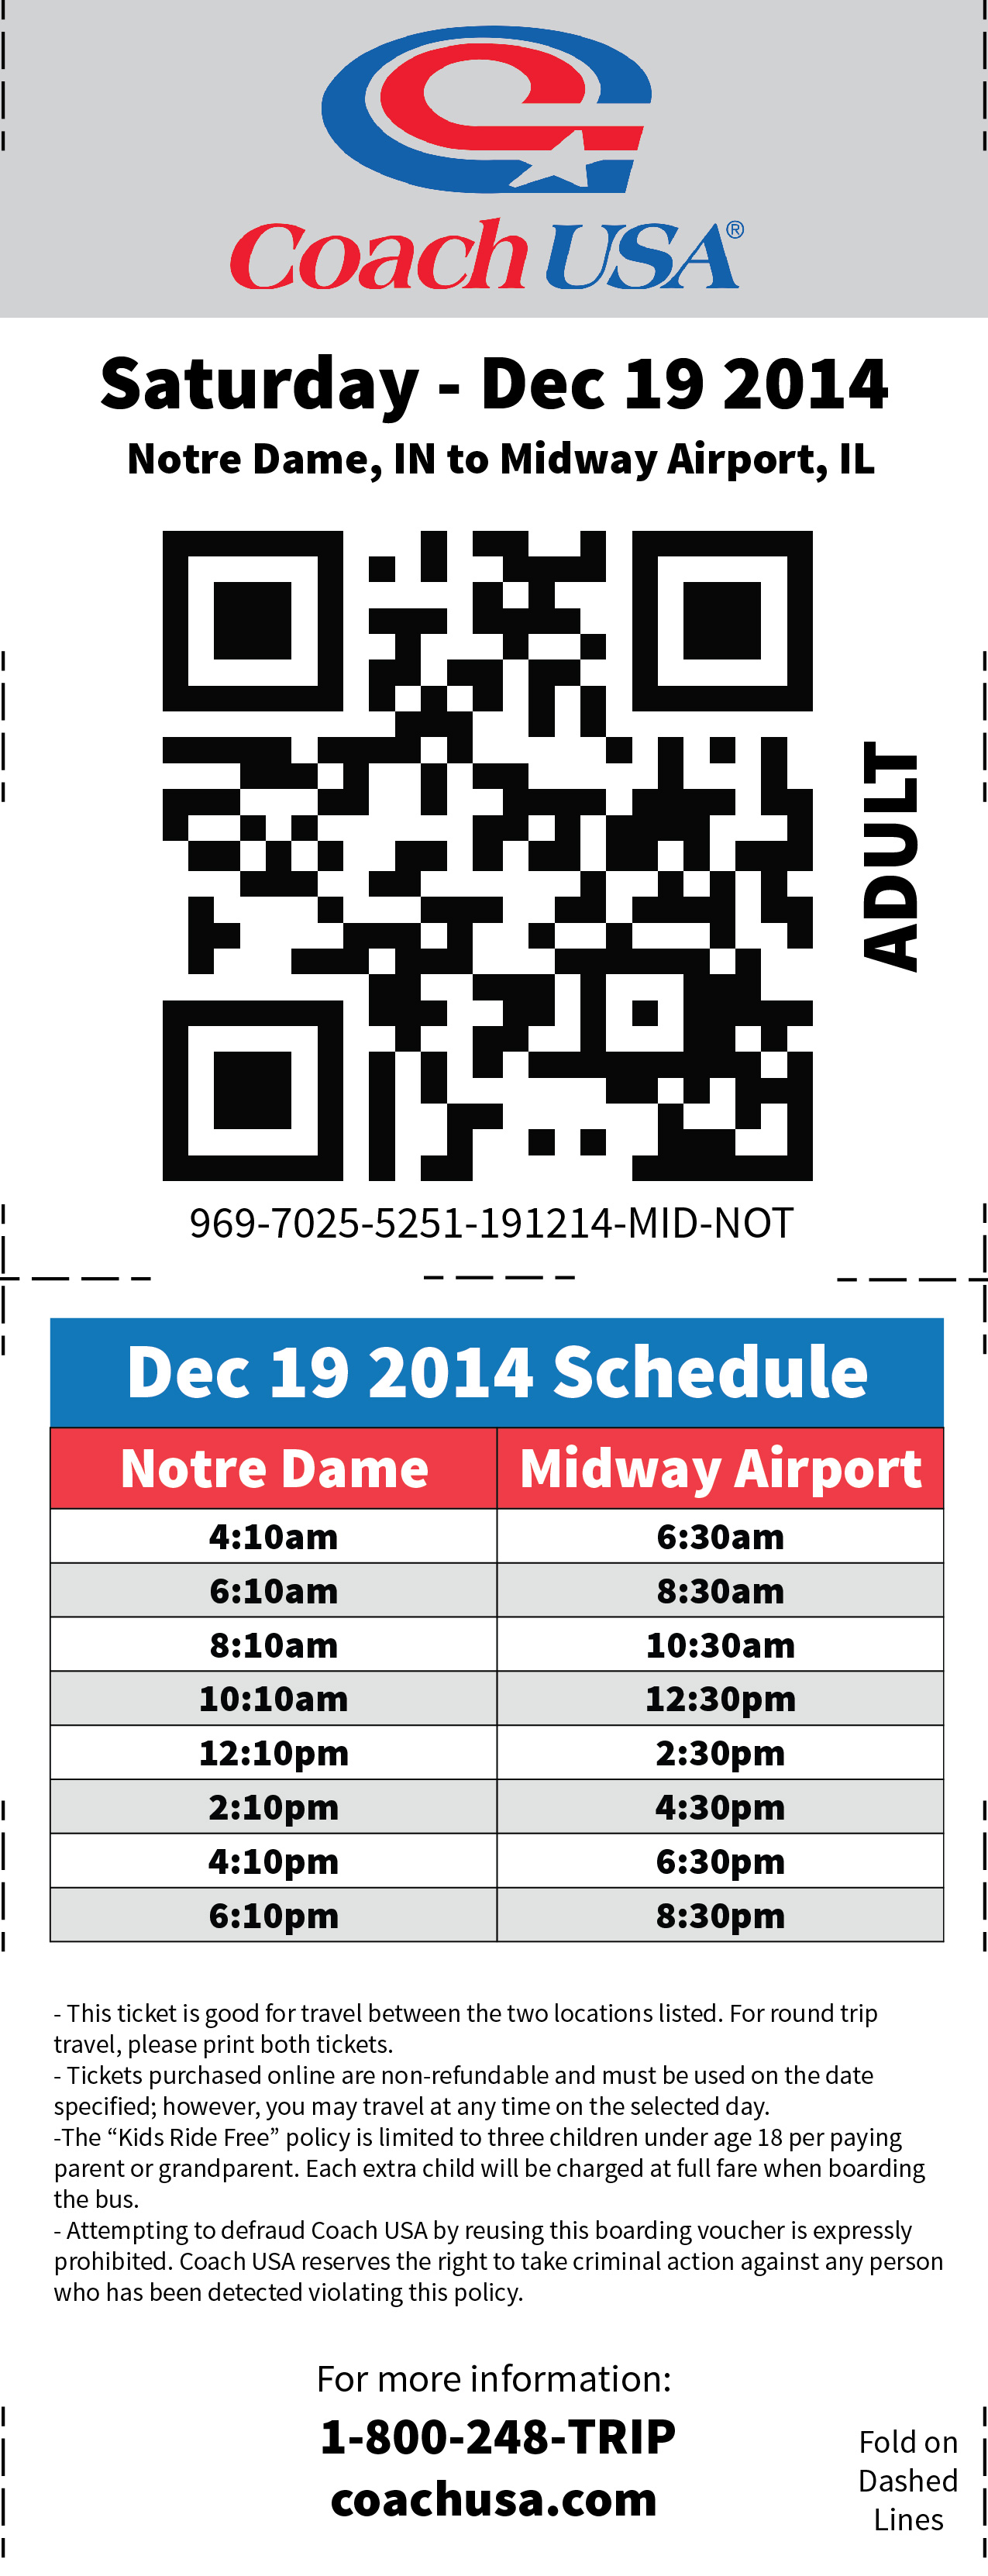 Coach USA®
Saturday - Dec 19 2014
Notre Dame, IN to Midway Airport, IL
ADULT
969-7025-5251-191214-MID-NOT
Dec 19 2014 Schedule
Notre Dame Midway Airport
4:10am 6:30am
6:10am 8:30am
8:10am 10:30am
10:10am 12:30pm
12:10pm 2:30pm
2:10pm 4:30pm
4:10pm 6:30pm
6:10pm 8:30pm
- This ticket is good for travel between the two locations listed. For round trip
travel, please print both tickets.
- Tickets purchased online are non-refundable and must be used on the date
specified; however, you may travel at any time on the selected day.
-The “Kids Ride Free” policy is limited to three children under age 18 per paying
parent or grandparent. Each extra child will be charged at full fare when boarding
the bus.
- Attempting to defraud Coach USA by reusing this boarding voucher is expressly
prohibited. Coach USA reserves the right to take criminal action against any person
who has been detected violating this policy.
For more information:
1-800-248-TRIP
coachusa.com
Fold on
Dashed
Lines